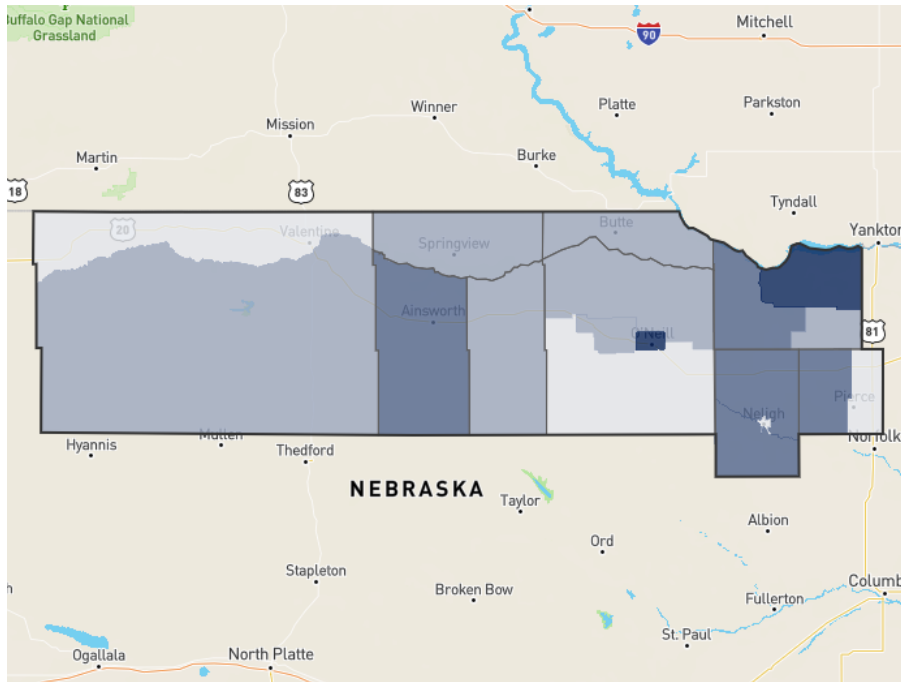 Buffalo Gap National
Grassland
90
Mitchell
Platte
Parkston
Winner
Mission
Martin
Burke
18
83
Tyndall
20
Valentine
Butte
Springview
Yankton
Ainsworth
O'Neill
81
Neligh
Pierce
Hyannis
Mullen
Thedford
Norfolk
NEBRASKA
Taylor
Albion
Ord
Stapleton
Broken Bow
Fullerton
Columb
St. Paul
Ogallala
North Platte